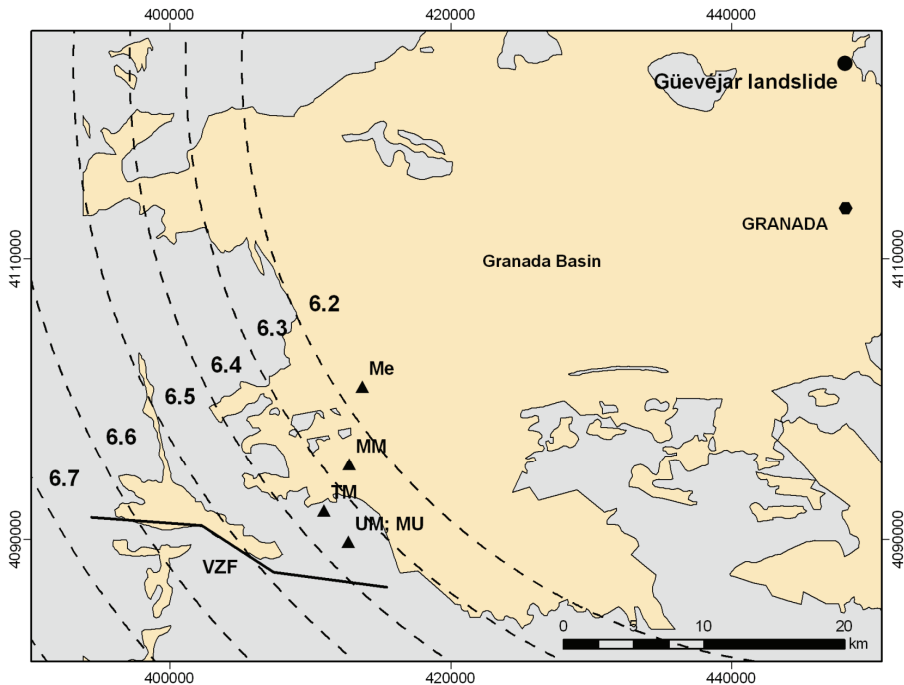 400000 420000 440000
Güevéjar landslide
GRANADA
4110000 4110000
Granada Basin
6.2
6.3
6.4
6.5
6.6
6.7
Me
MM
TM
UM; MU
4090000 4090000
VZF
0 5 10 20
km
400000 420000 440000